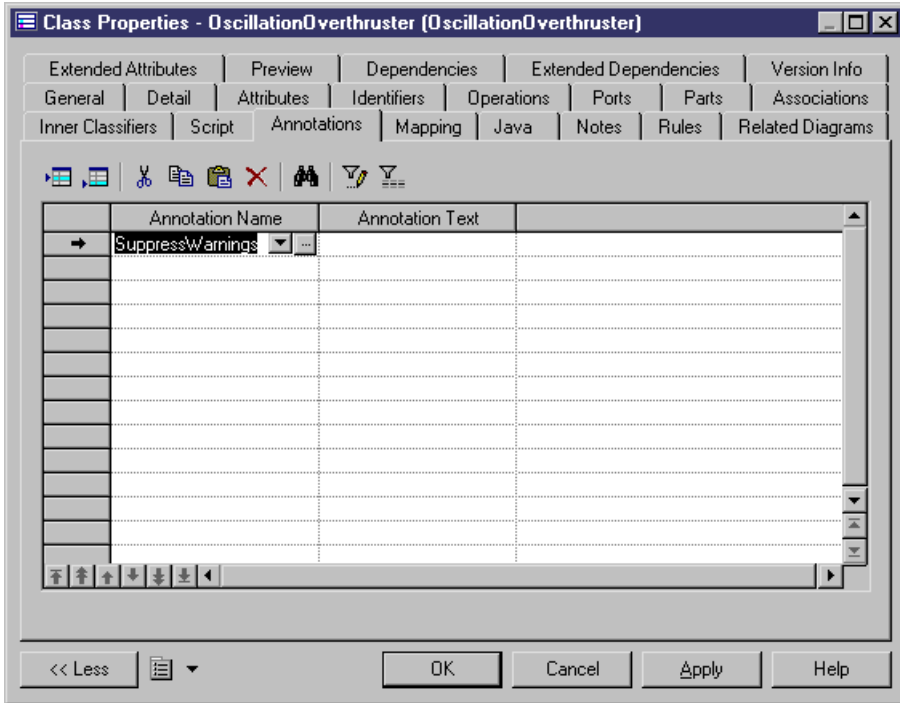 Class Properties - OscillationOverthruster (OscillationOverthruster)
Extended Attributes Preview Dependencies Extended Dependencies Version Info
General Detail Attributes Identifiers Operations Ports Parts Associations
Inner Classifiers Script Annotations Mapping Java Notes Rules Related Diagrams
Annotation Name Annotation Text
SuppressWarnings ...
<< Less OK Cancel Apply Help